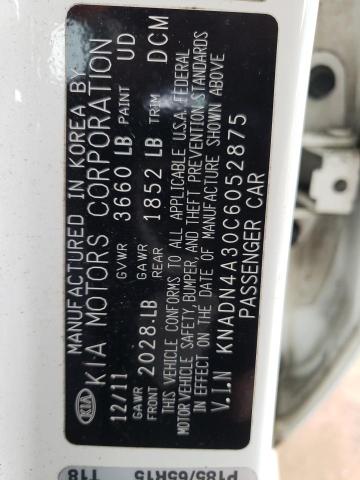 MANUFACTURED IN KOREA BY
KIA KIA MOTORS CORPORATION
12/11 GVWR 3660 LB PAINT UD
GAWR FRONT 2028 LB GAWR REAR 1852 LB TRIM DCM
THIS VEHICLE CONFORMS TO ALL APPLICABLE U.S.A. FEDERAL
MOTOR VEHICLE SAFETY, BUMPER, AND THEFT PREVENTION STANDARDS
IN EFFECT ON THE DATE OF MANUFACTURE SHOWN ABOVE
V.I.N KNADN4A30C6052875
PASSENGER CAR
P185/65R15
T18